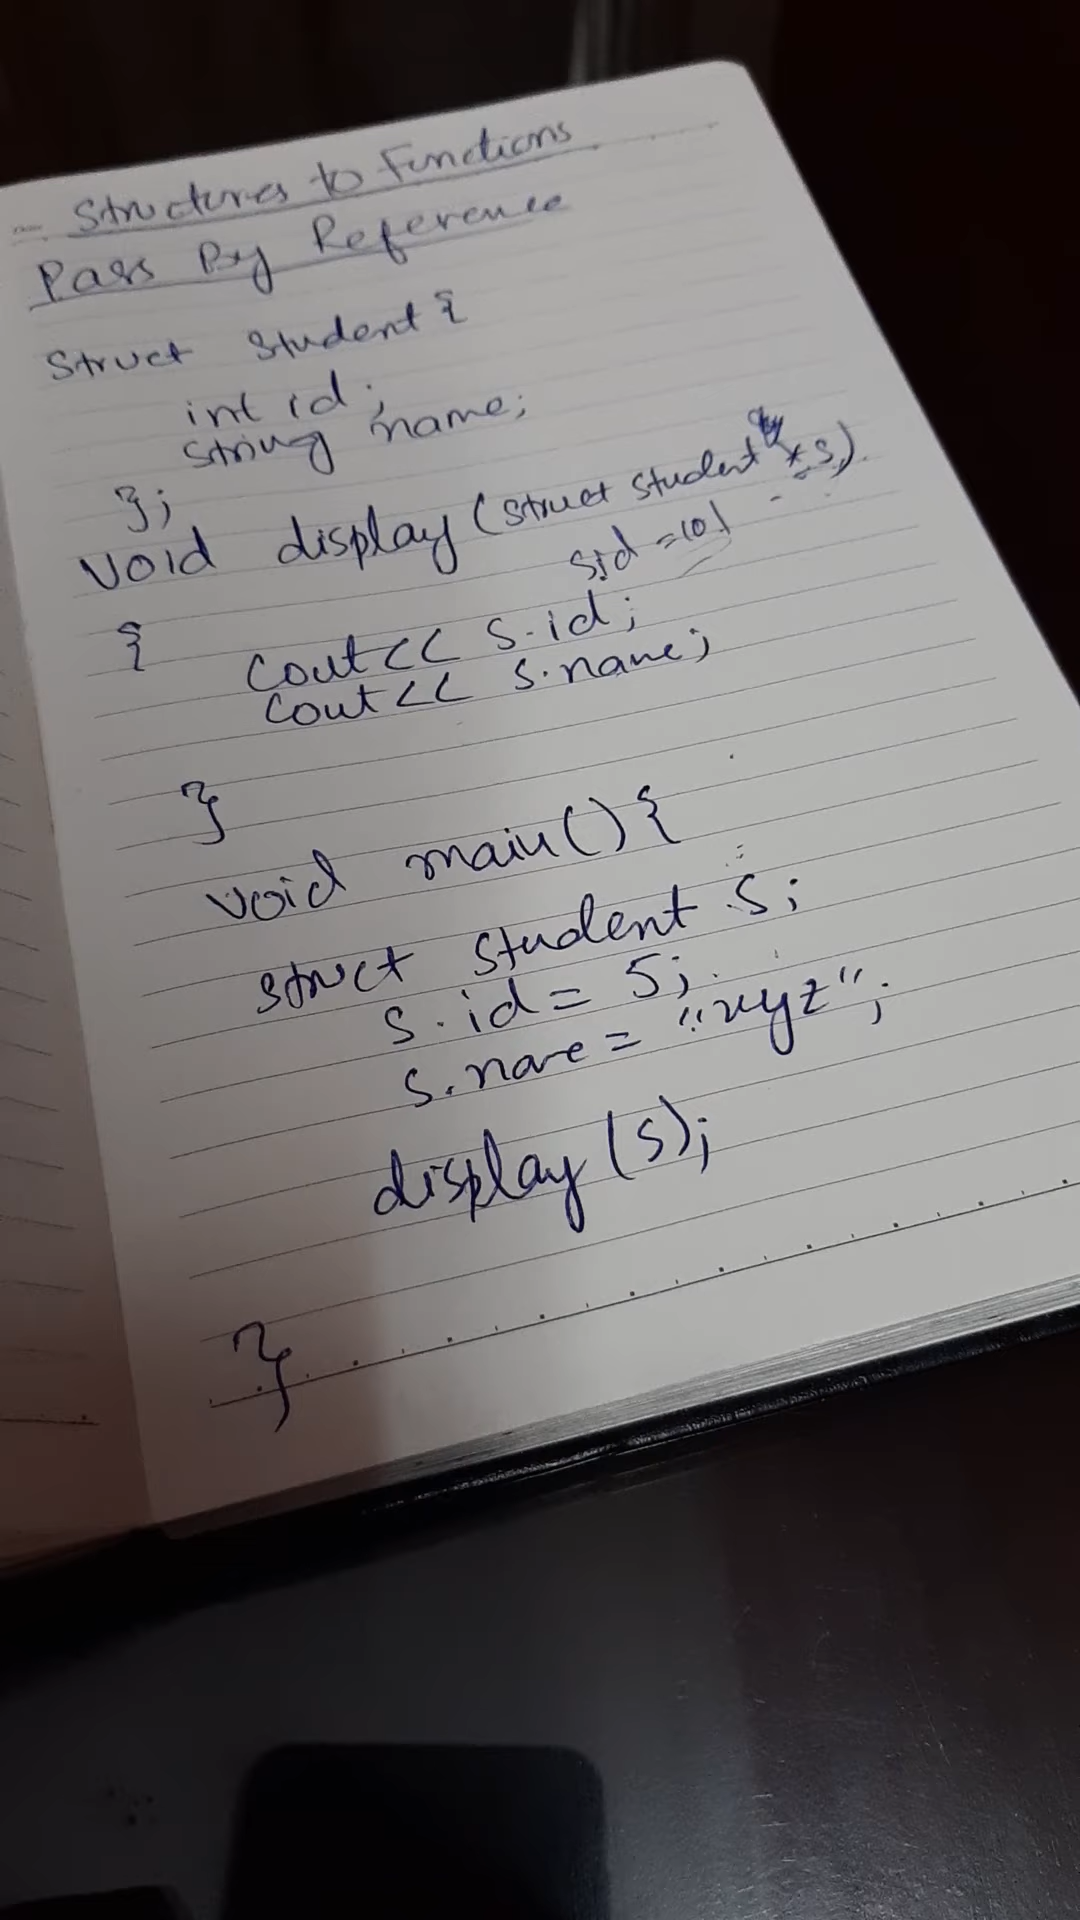 Structures to Functions
Pass By Reference
Struct Student {
int id;
String name;
};
void display (struct student *s)
s.id = 101
{
Cout << s.id;
Cout << s.name;
}
void main() {
struct student s;
s.id = 5;
s.name = "xyz";
display (s);
}